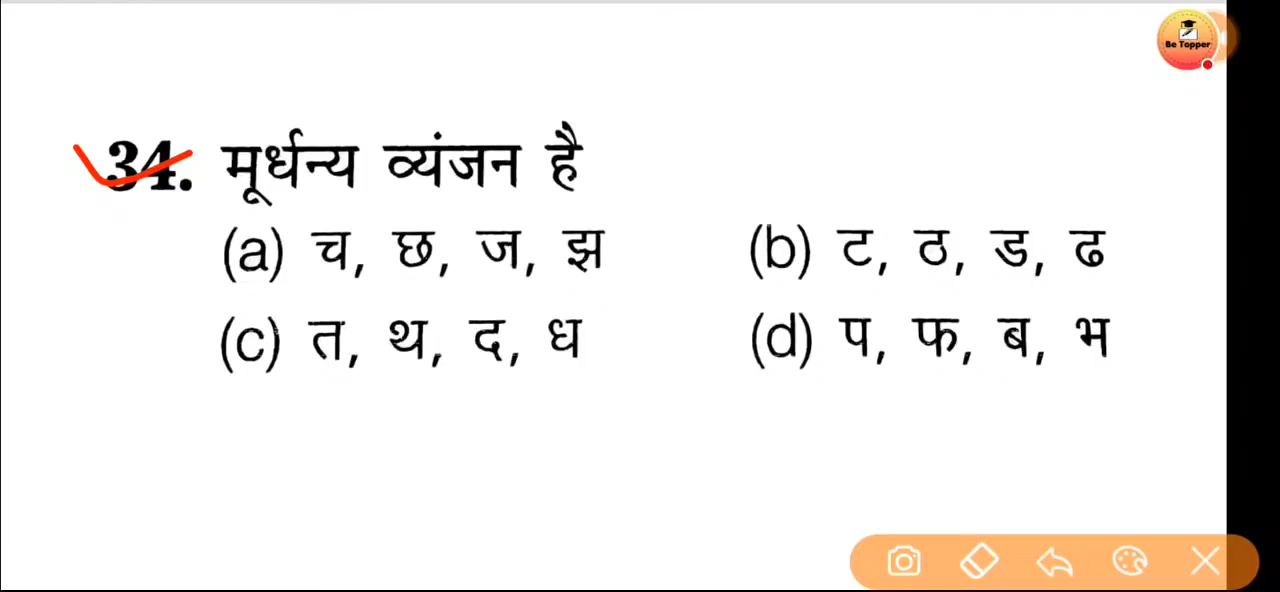 Be Topper
34. मूर्धन्य व्यंजन है
(a) च, छ, ज, झ (b) ट, ठ, ड, ढ
(c) त, थ, द, ध (d) प, फ, ब, भ